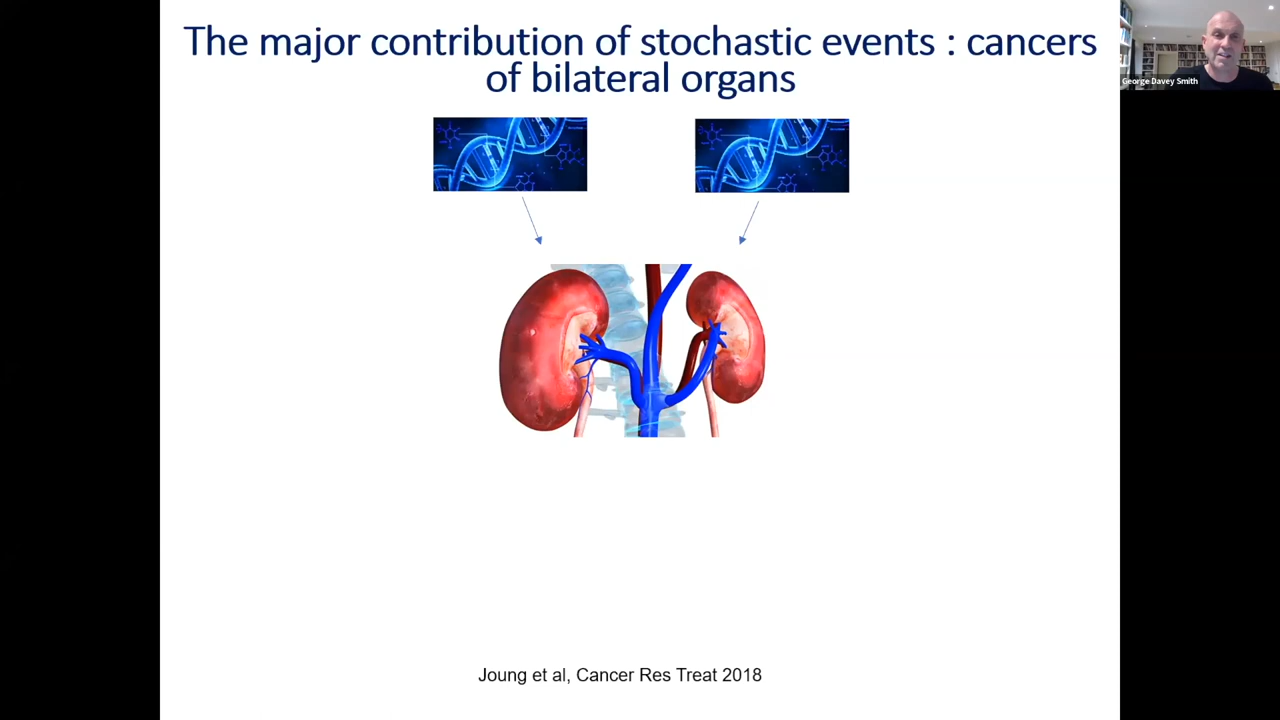 The major contribution of stochastic events : cancers
of bilateral organs
George Davey Smith
Joung et al, Cancer Res Treat 2018